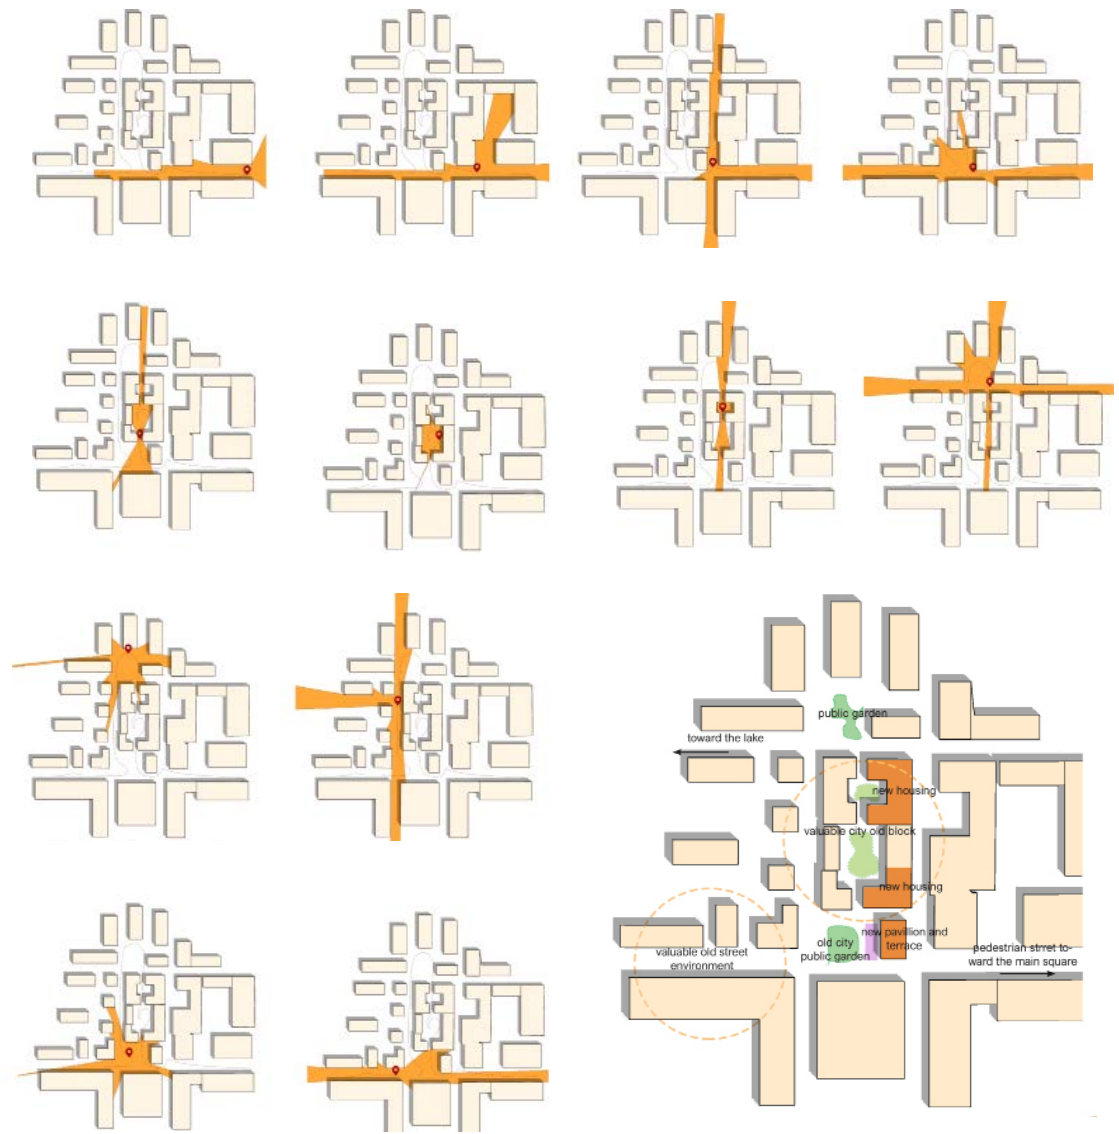 public garden
toward the lake
new housing
valuable city old block
new housing
new pavillion and
terrace
old city
public garden
valuable old street
environment
pedestrian strret to-
ward the main square